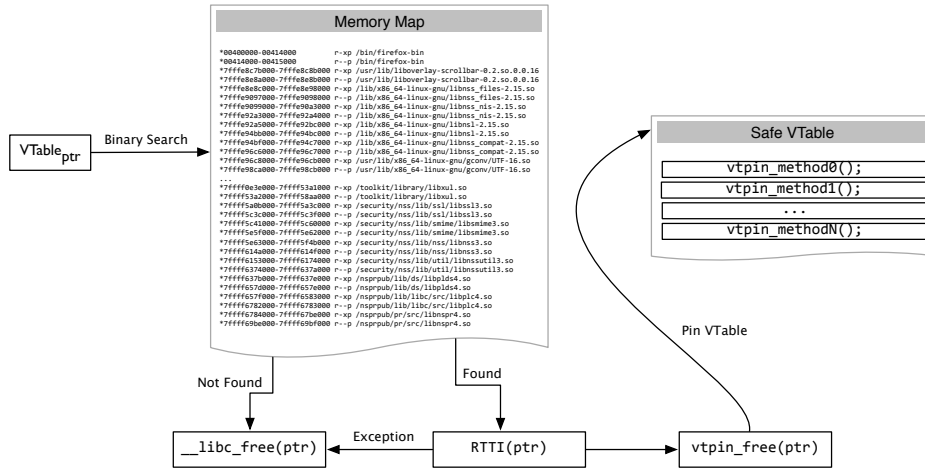 Memory Map
*00400000-00414000 r-xp /bin/firefox-bin
*00414000-00415000 r--p /bin/firefox-bin
*7fffe8c7b000-7fffe8c8b000 r-xp /usr/lib/liboverlay-scrollbar-0.2.so.0.0.16
*7fffe8e8a000-7fffe8e8b000 r--p /usr/lib/liboverlay-scrollbar-0.2.so.0.0.16
*7fffe8e8c000-7fffe8e98000 r-xp /lib/x86_64-linux-gnu/libnss_files-2.15.so
*7fffe9097000-7fffe9098000 r--p /lib/x86_64-linux-gnu/libnss_files-2.15.so
*7fffe9099000-7fffe90a3000 r-xp /lib/x86_64-linux-gnu/libnss_nis-2.15.so
*7fffe92a3000-7fffe92a4000 r--p /lib/x86_64-linux-gnu/libnss_nis-2.15.so
*7fffe92a5000-7fffe92bc000 r-xp /lib/x86_64-linux-gnu/libnsl-2.15.so
*7fffe94bb000-7fffe94bc000 r--p /lib/x86_64-linux-gnu/libnsl-2.15.so
*7fffe94bf000-7fffe94c7000 r-xp /lib/x86_64-linux-gnu/libnss_compat-2.15.so
*7fffe96c6000-7fffe96c7000 r--p /lib/x86_64-linux-gnu/libnss_compat-2.15.so
*7fffe96c8000-7fffe96cb000 r-xp /usr/lib/x86_64-linux-gnu/gconv/UTF-16.so
*7fffe98ca000-7fffe98cb000 r--p /usr/lib/x86_64-linux-gnu/gconv/UTF-16.so
...
*7ffff0e3e000-7ffff53a1000 r-xp /toolkit/library/libxul.so
*7ffff53a2000-7ffff58aa000 r--p /toolkit/library/libxul.so
*7ffff5a0b000-7ffff5a3c000 r-xp /security/nss/lib/ssl/libssl3.so
*7ffff5c3c000-7ffff5c3f000 r--p /security/nss/lib/ssl/libssl3.so
*7ffff5c41000-7ffff5c60000 r-xp /security/nss/lib/smime/libsmime3.so
*7ffff5e5f000-7ffff5e62000 r--p /security/nss/lib/smime/libsmime3.so
*7ffff5e63000-7ffff5f4b000 r-xp /security/nss/lib/nss/libnss3.so
*7ffff614a000-7ffff614f000 r--p /security/nss/lib/nss/libnss3.so
*7ffff6153000-7ffff6174000 r-xp /security/nss/lib/util/libnssutil3.so
*7ffff6374000-7ffff637a000 r--p /security/nss/lib/util/libnssutil3.so
*7ffff637b000-7ffff637e000 r-xp /nsprpub/lib/ds/libplds4.so
*7ffff657d000-7ffff657e000 r--p /nsprpub/lib/ds/libplds4.so
*7ffff657f000-7ffff6583000 r-xp /nsprpub/lib/libc/src/libplc4.so
*7ffff6782000-7ffff6783000 r--p /nsprpub/lib/libc/src/libplc4.so
*7ffff6784000-7ffff67be000 r-xp /nsprpub/pr/src/libnspr4.so
*7ffff69be000-7ffff69bf000 r--p /nsprpub/pr/src/libnspr4.so
VTable ptr
Binary Search
Safe VTable
vtpin_method0();
vtpin_method1();
...
vtpin_methodN();
Pin VTable
Not Found
Found
__libc_free(ptr)
Exception
RTTI(ptr)
vtpin_free(ptr)